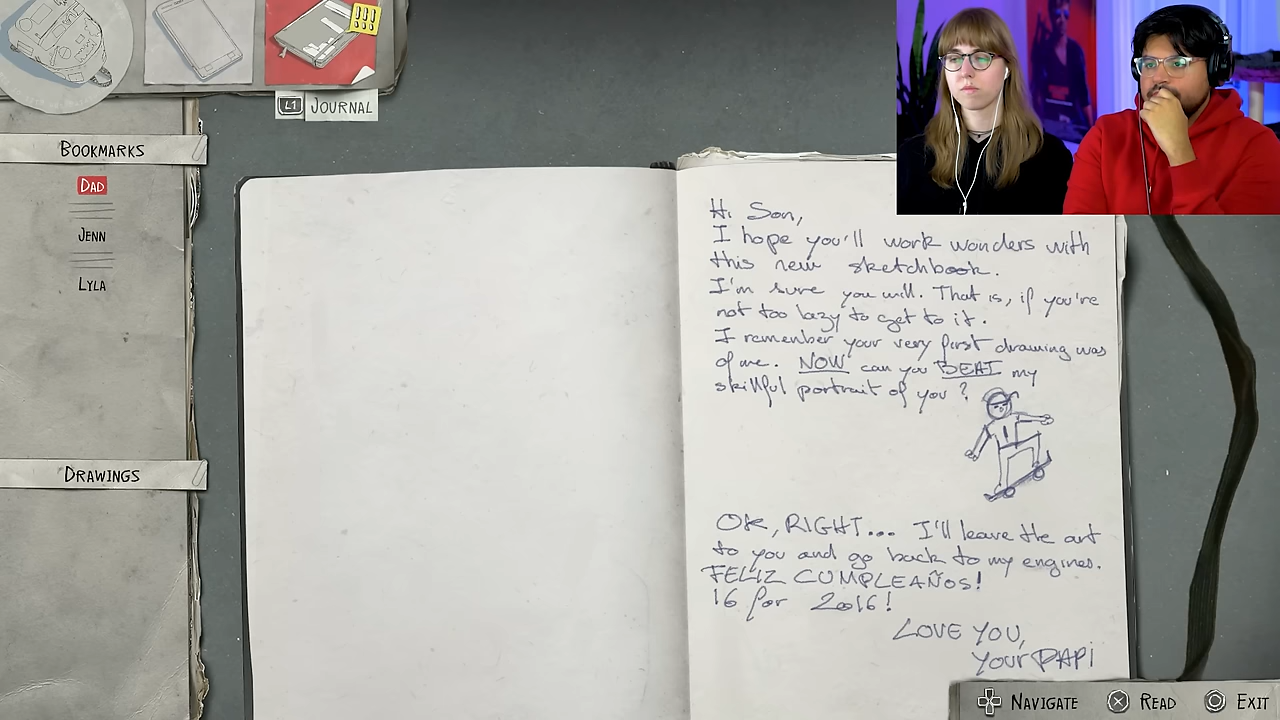 L1 JOURNAL
BOOKMARKS
DAD
JENN
LYLA
DRAWINGS
Hi Son,
I hope you'll work wonders with
this new sketchbook.
I'm sure you will. That is, if you're
not too lazy to get to it.
I remember your very first drawing was
of me. NOW can you BEAT my
skillful portrait of you?
OK, RIGHT... I'll leave the art
to you and go back to my engines.
FELIZ CUMPLEAÑOS!
16 for 2016!
LOVE YOU,
your PAPI
NAVIGATE READ EXIT